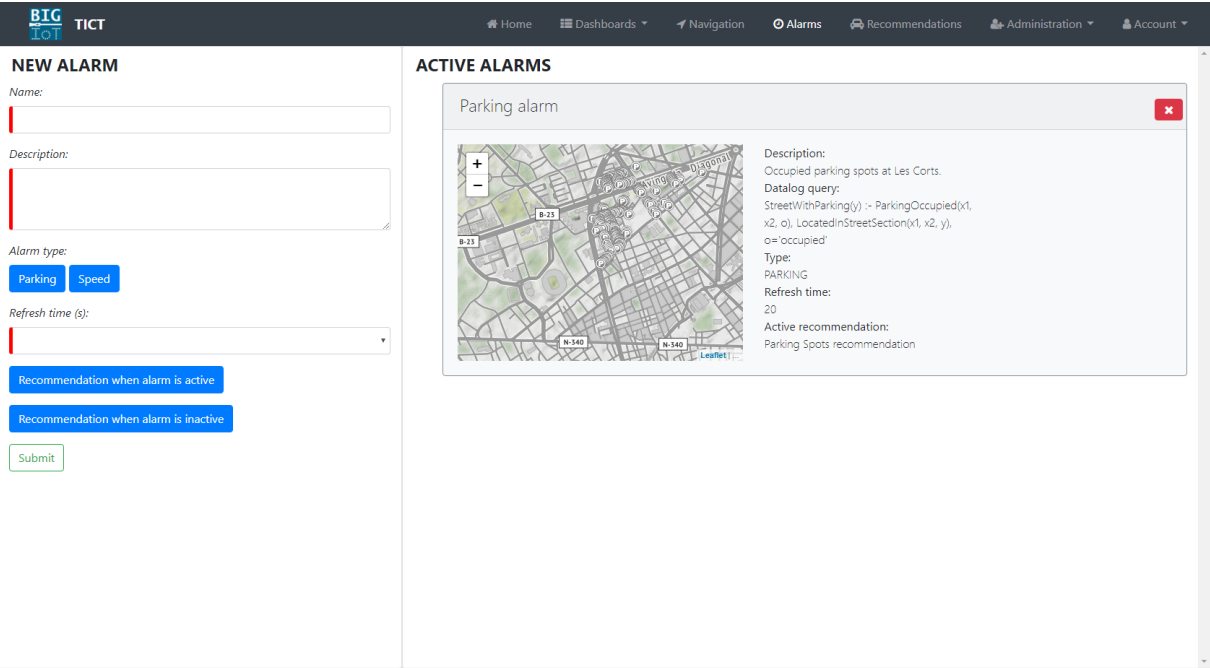 BIG
IoT
TICT
Home
Dashboards
Navigation
Alarms
Recommendations
Administration
Account
NEW ALARM
Name:
Description:
Alarm type:
Parking
Speed
Refresh time (s):
Recommendation when alarm is active
Recommendation when alarm is inactive
Submit
ACTIVE ALARMS
Parking alarm
+
−
Diagonal
B-23
B-23
N-340
N-340
Leaflet |
Description:
Occupied parking spots at Les Corts.
Datalog query:
StreetWithParking(y) :- ParkingOccupied(x1,
x2, o), LocatedInStreetSection(x1, x2, y),
o='occupied'
Type:
PARKING
Refresh time:
20
Active recommendation:
Parking Spots recommendation